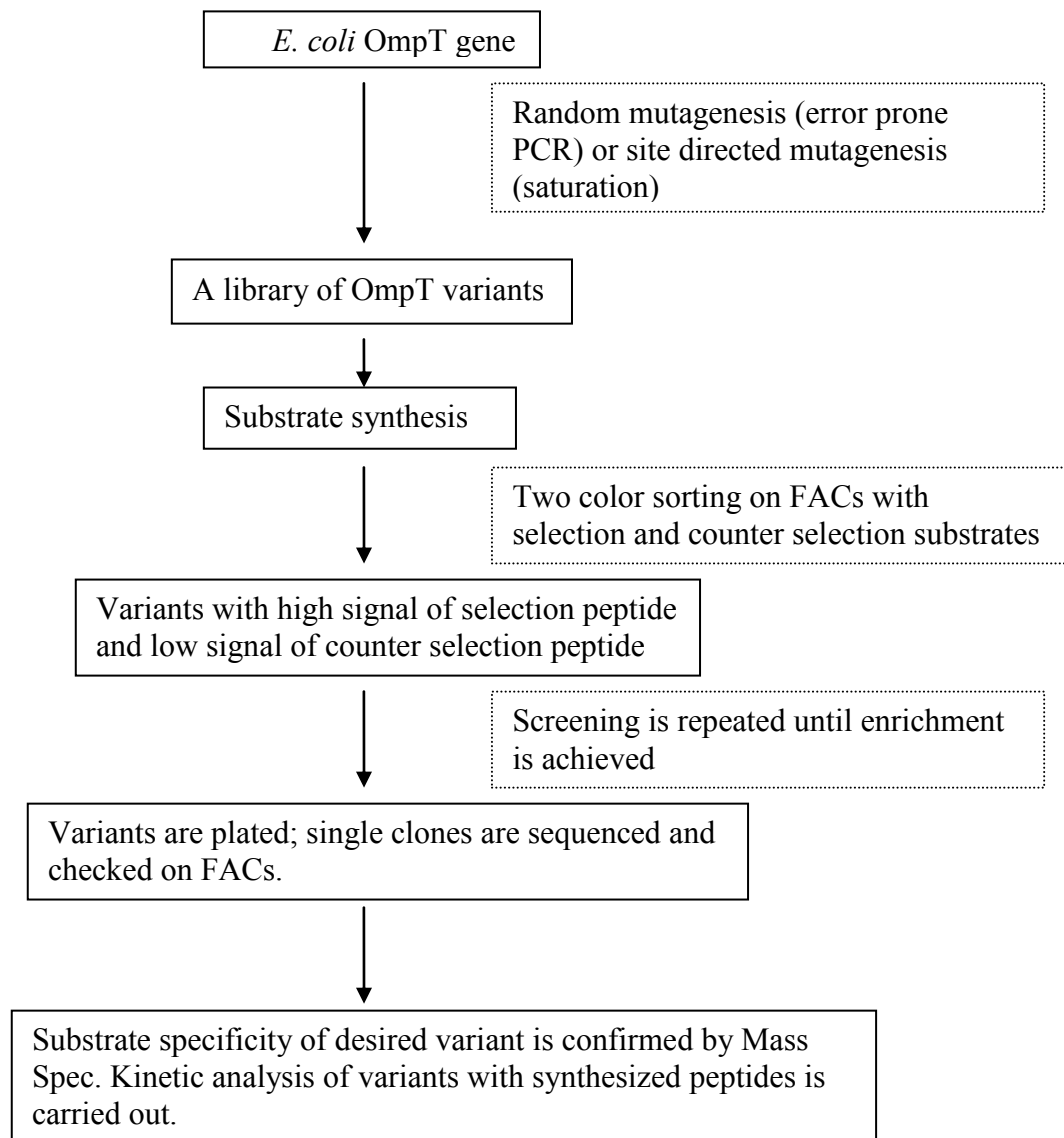 E. coli OmpT gene
Random mutagenesis (error prone
PCR) or site directed mutagenesis
(saturation)
A library of OmpT variants
Substrate synthesis
Two color sorting on FACs with
selection and counter selection substrates
Variants with high signal of selection peptide
and low signal of counter selection peptide
Screening is repeated until enrichment
is achieved
Variants are plated; single clones are sequenced and
checked on FACs.
Substrate specificity of desired variant is confirmed by Mass
Spec. Kinetic analysis of variants with synthesized peptides is
carried out.